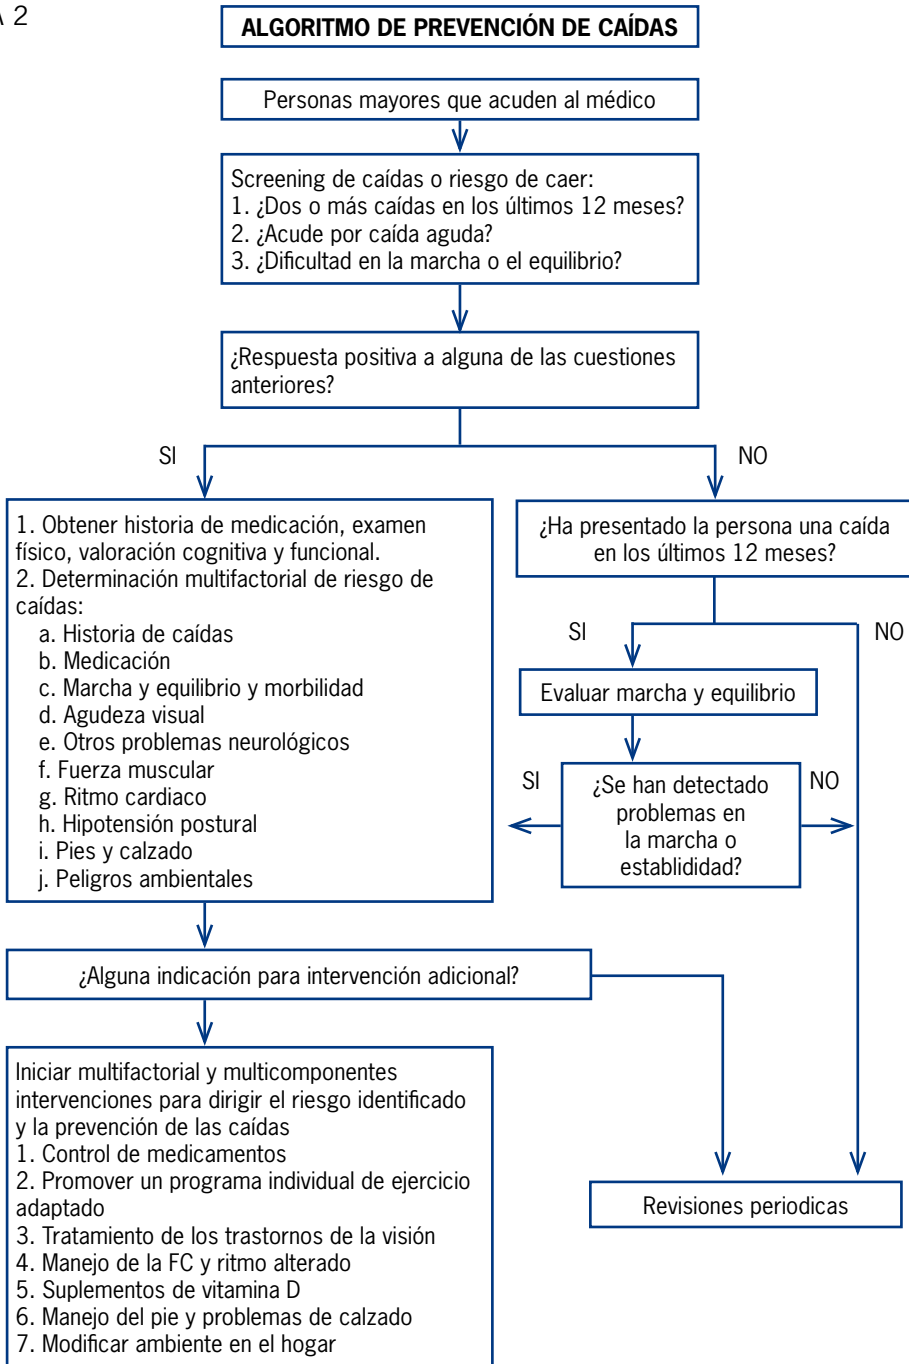 A 2
ALGORITMO DE PREVENCIÓN DE CAÍDAS
Personas mayores que acuden al médico
Screening de caídas o riesgo de caer:
1. ¿Dos o más caídas en los últimos 12 meses?
2. ¿Acude por caída aguda?
3. ¿Dificultad en la marcha o el equilibrio?
¿Respuesta positiva a alguna de las cuestiones
anteriores?
SI
NO
1. Obtener historia de medicación, examen
físico, valoración cognitiva y funcional.
2. Determinación multifactorial de riesgo de
caídas:
a. Historia de caídas
b. Medicación
c. Marcha y equilibrio y morbilidad
d. Agudeza visual
e. Otros problemas neurológicos
f. Fuerza muscular
g. Ritmo cardiaco
h. Hipotensión postural
i. Pies y calzado
j. Peligros ambientales
¿Ha presentado la persona una caída
en los últimos 12 meses?
SI
NO
Evaluar marcha y equilibrio
SI
¿Se han detectado
problemas en
la marcha o
establididad?
NO
¿Alguna indicación para intervención adicional?
Iniciar multifactorial y multicomponentes
intervenciones para dirigir el riesgo identificado
y la prevención de las caídas
1. Control de medicamentos
2. Promover un programa individual de ejercicio
adaptado
3. Tratamiento de los trastornos de la visión
4. Manejo de la FC y ritmo alterado
5. Suplementos de vitamina D
6. Manejo del pie y problemas de calzado
7. Modificar ambiente en el hogar
Revisiones periodicas